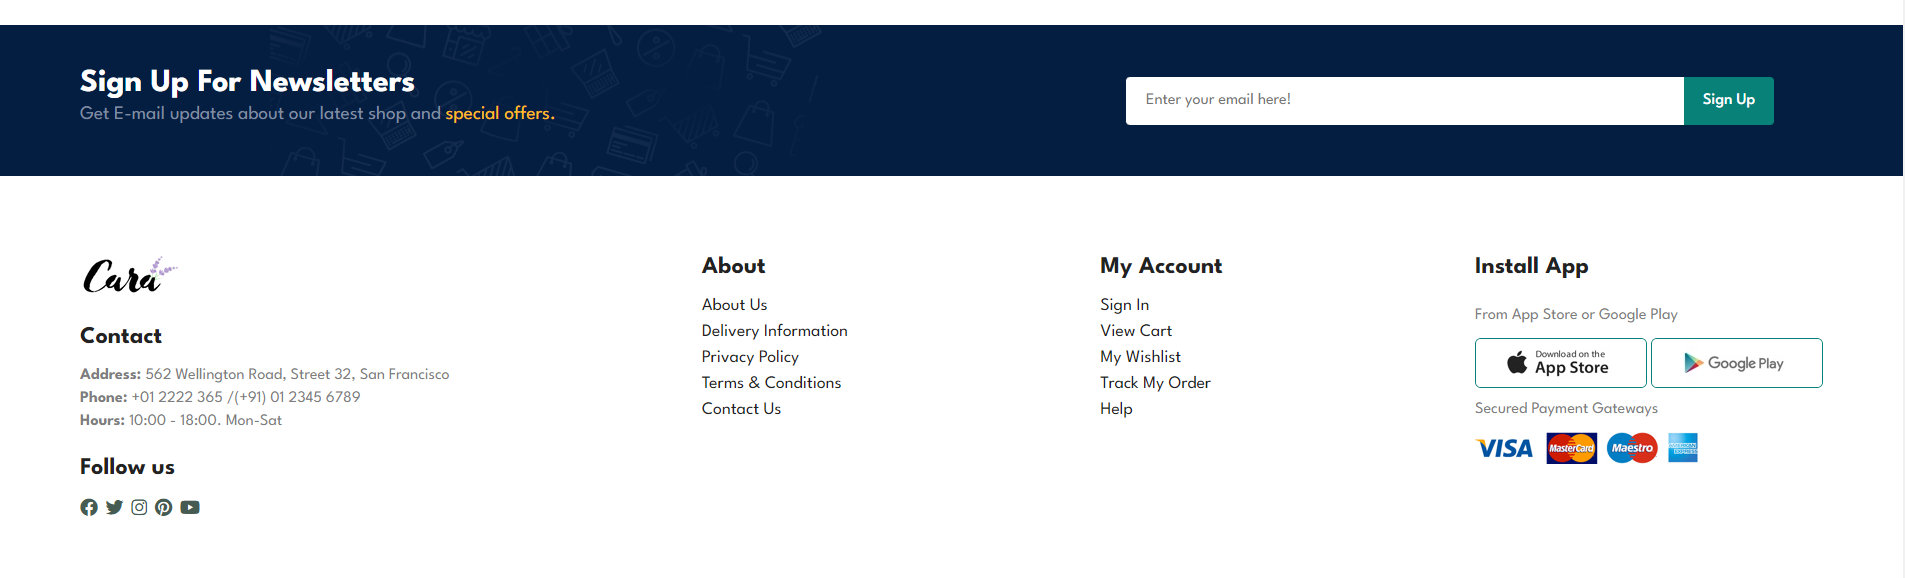 Sign Up For Newsletters
Get E-mail updates about our latest shop and special offers.
Enter your email here!
Sign Up
Cara
Contact
Address: 562 Wellington Road, Street 32, San Francisco
Phone: +01 2222 365 /(+91) 01 2345 6789
Hours: 10:00 - 18:00. Mon-Sat
Follow us
About
About Us
Delivery Information
Privacy Policy
Terms & Conditions
Contact Us
My Account
Sign In
View Cart
My Wishlist
Track My Order
Help
Install App
From App Store or Google Play
Download on the
App Store
Google Play
Secured Payment Gateways
VISA
MasterCard
Maestro
AMERICAN
EXPRESS